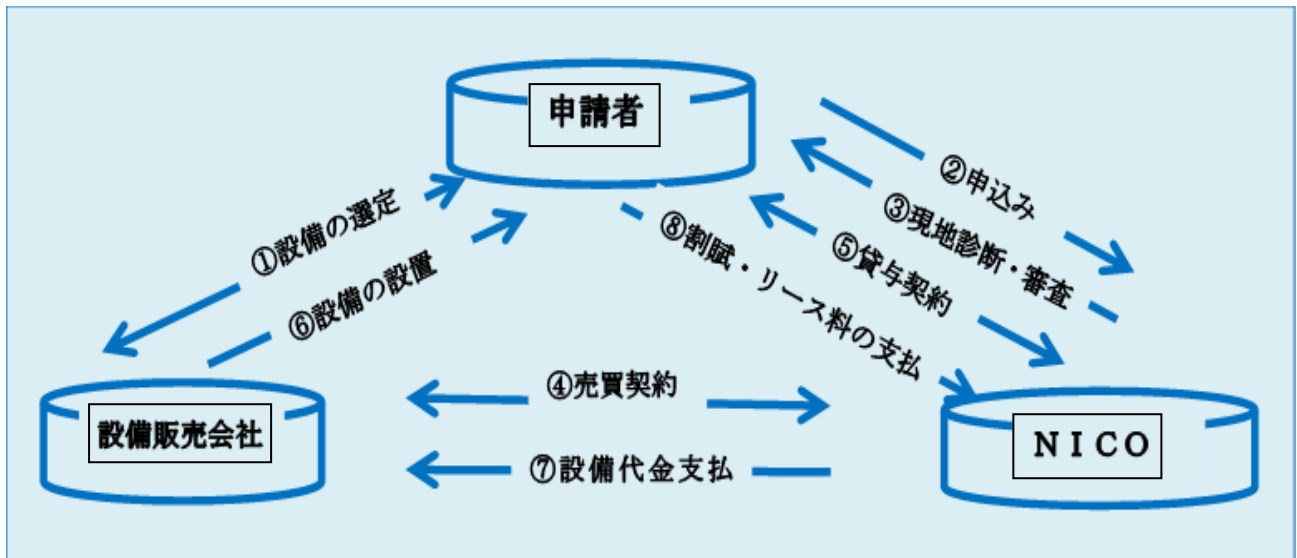 申請者
②申込み
③現地診断・審査
⑤貸与契約
⑧割賦・リース料の支払
①設備の選定
⑥設備の設置
④売買契約
設備販売会社
ＮＩＣＯ
⑦設備代金支払